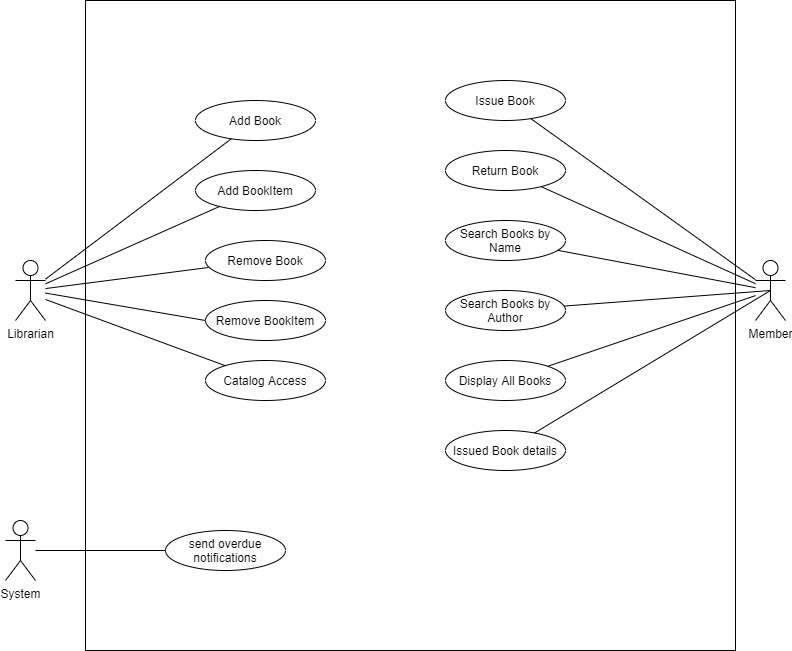 Add Book
Add BookItem
Remove Book
Remove BookItem
Catalog Access
Librarian
Issue Book
Return Book
Search Books by
Name
Search Books by
Author
Display All Books
Issued Book details
Member
send overdue
notifications
System